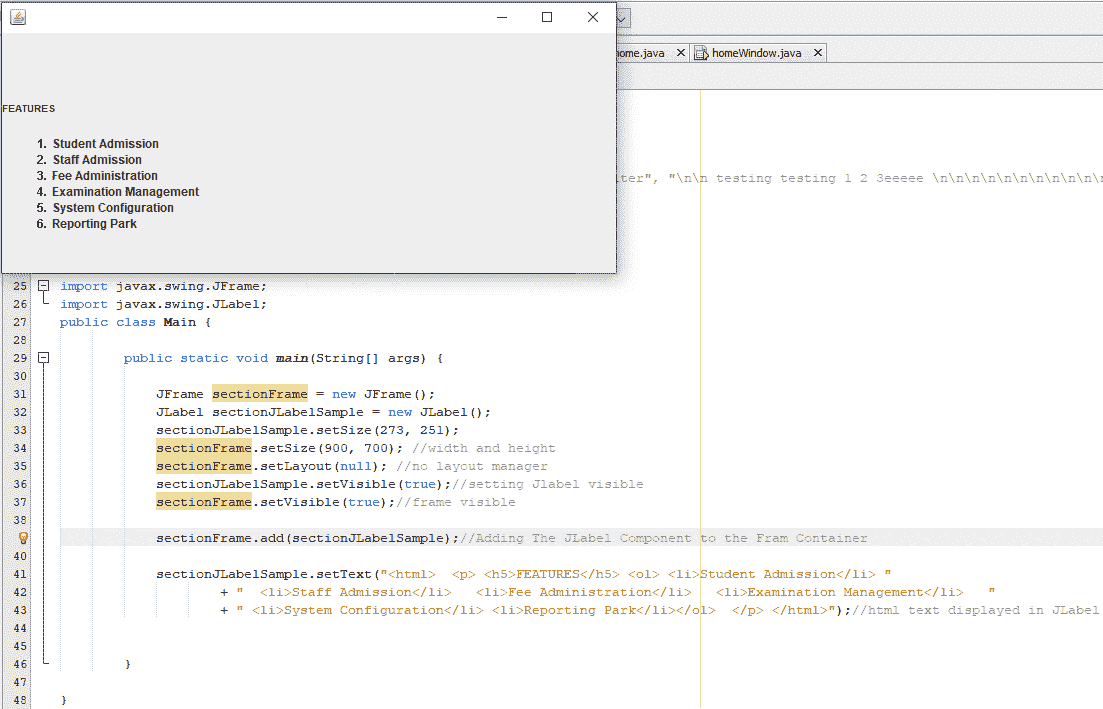 ome.java
homeWindow.java
FEATURES
1. Student Admission
2. Staff Admission
3. Fee Administration
4. Examination Management
5. System Configuration
6. Reporting Park
ter", "\n\n testing testing 1 2 3eeeee \n\n\n\n\n\n\n\n\n\n\n
25 import javax.swing.JFrame;
26 import javax.swing.JLabel;
27 public class Main {
28
29 public static void main(String[] args) {
30
31 JFrame sectionFrame = new JFrame();
32 JLabel sectionJLabelSample = new JLabel();
33 sectionJLabelSample.setSize(273, 251);
34 sectionFrame.setSize(900, 700); //width and height
35 sectionFrame.setLayout(null); //no layout manager
36 sectionJLabelSample.setVisible(true);//setting Jlabel visible
37 sectionFrame.setVisible(true);//frame visible
38
sectionFrame.add(sectionJLabelSample);//Adding The JLabel Component to the Fram Container
40
41 sectionJLabelSample.setText("<html> <p> <h5>FEATURES</h5> <ol> <li>Student Admission</li> "
42 + " <li>Staff Admission</li> <li>Fee Administration</li> <li>Examination Management</li> "
43 + " <li>System Configuration</li> <li>Reporting Park</li></ol> </p> </html>");//html text displayed in JLabel
44
45
46 }
47
48 }